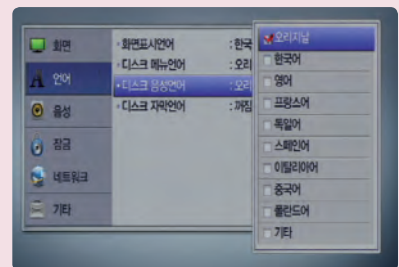 화면
언어
음성
잠금
네트워크
기타
화면표시언어 : 한국
디스크 메뉴언어 : 오리
디스크 음성언어 : 오리
디스크 자막언어 : 꺼짐
오리지날
한국어
영어
프랑스어
독일어
스페인어
이탈리아어
중국어
폴란드어
기타